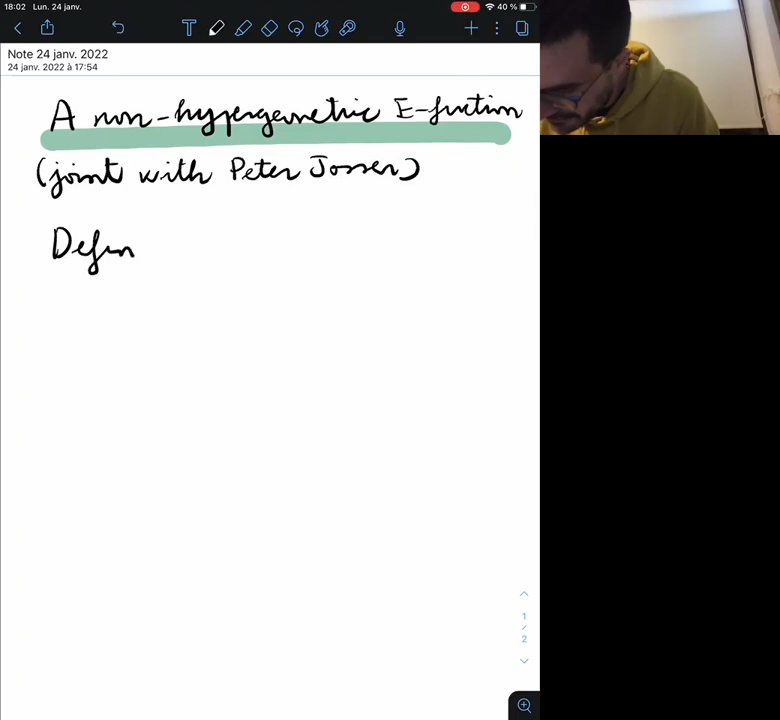 18:02 Lun. 24 janv. 40 %
T
Note 24 janv. 2022
24 janv. 2022 à 17:54
A non-hypergeometric E-function
(joint with Peter Jossen)
Defin
1
/
2